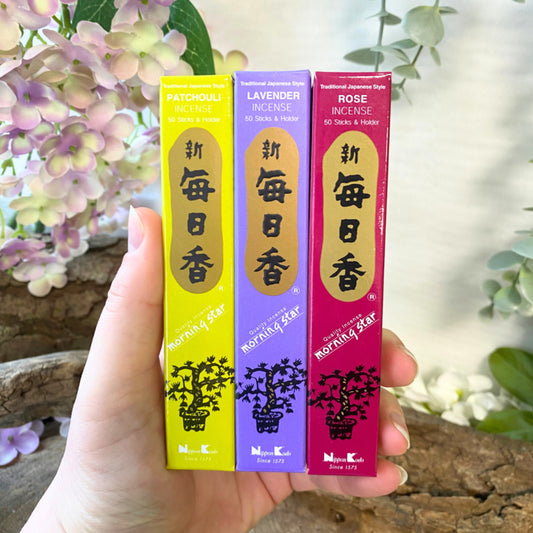 Traditional Japanese Style
PATCHOULI
INCENSE
50 Sticks & Holder
新
毎日香
®
Quality Incense
morning star
Nippon Kodo
Since 1575
Traditional Japanese Style
LAVENDER
INCENSE
50 Sticks & Holder
新
毎日香
®
Quality Incense
morning star
Nippon Kodo
Since 1575
Traditional Japanese Style
ROSE
INCENSE
50 Sticks & Holder
新
毎日香
®
Quality Incense
morning star
Nippon Kodo
Since 1575